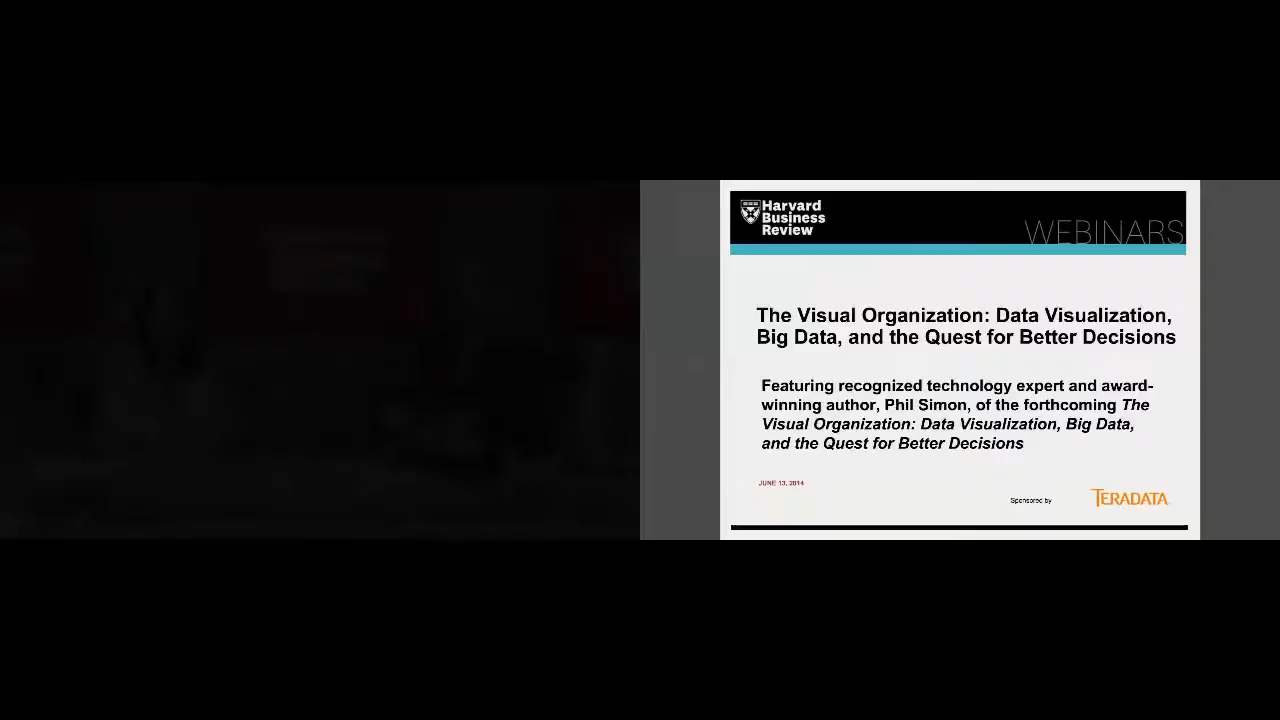 Harvard
Business
Review
WEBINARS
The Visual Organization: Data Visualization,
Big Data, and the Quest for Better Decisions
Featuring recognized technology expert and award-
winning author, Phil Simon, of the forthcoming The
Visual Organization: Data Visualization, Big Data,
and the Quest for Better Decisions
JUNE 13, 2014
Sponsored by
TERADATA